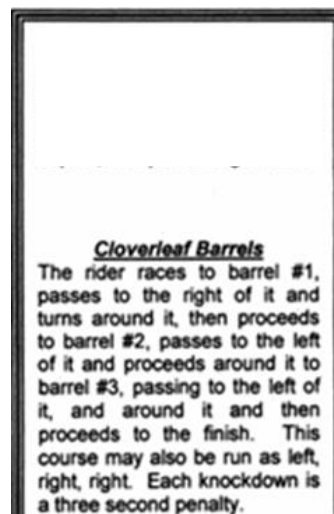 Cloverleaf Barrels
The rider races to barrel #1,
passes to the right of it and
turns around it, then proceeds
to barrel #2, passes to the left
of it and proceeds around it to
barrel #3, passing to the left of
it, and around it and then
proceeds to the finish. This
course may also be run as left,
right, right. Each knockdown is
a three second penalty.